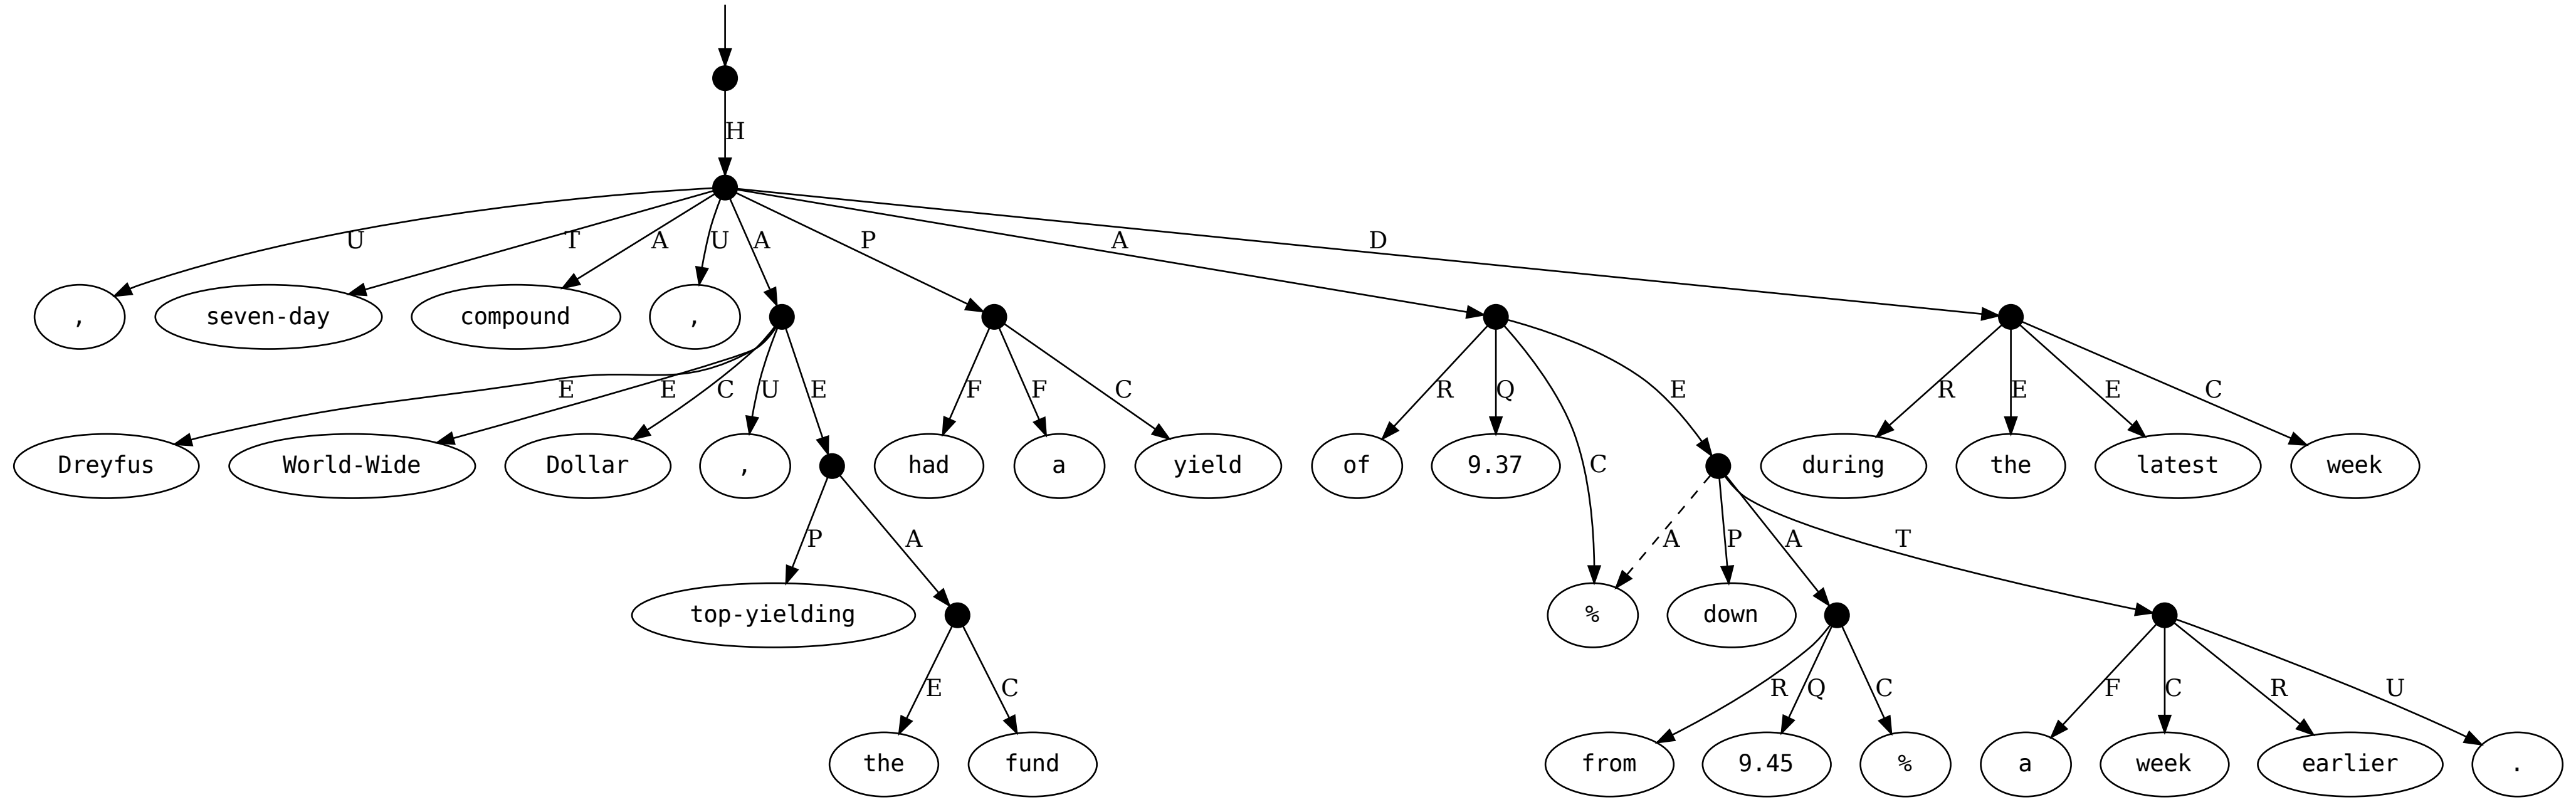 H
U T A U A P A D
, seven-day compound ,
E E C U E F F C R Q C E R E E C
Dreyfus World-Wide Dollar , had a yield of 9.37 during the latest week
P A A P A T
top-yielding % down
E C R Q C F C R U
the fund from 9.45 % a week earlier .